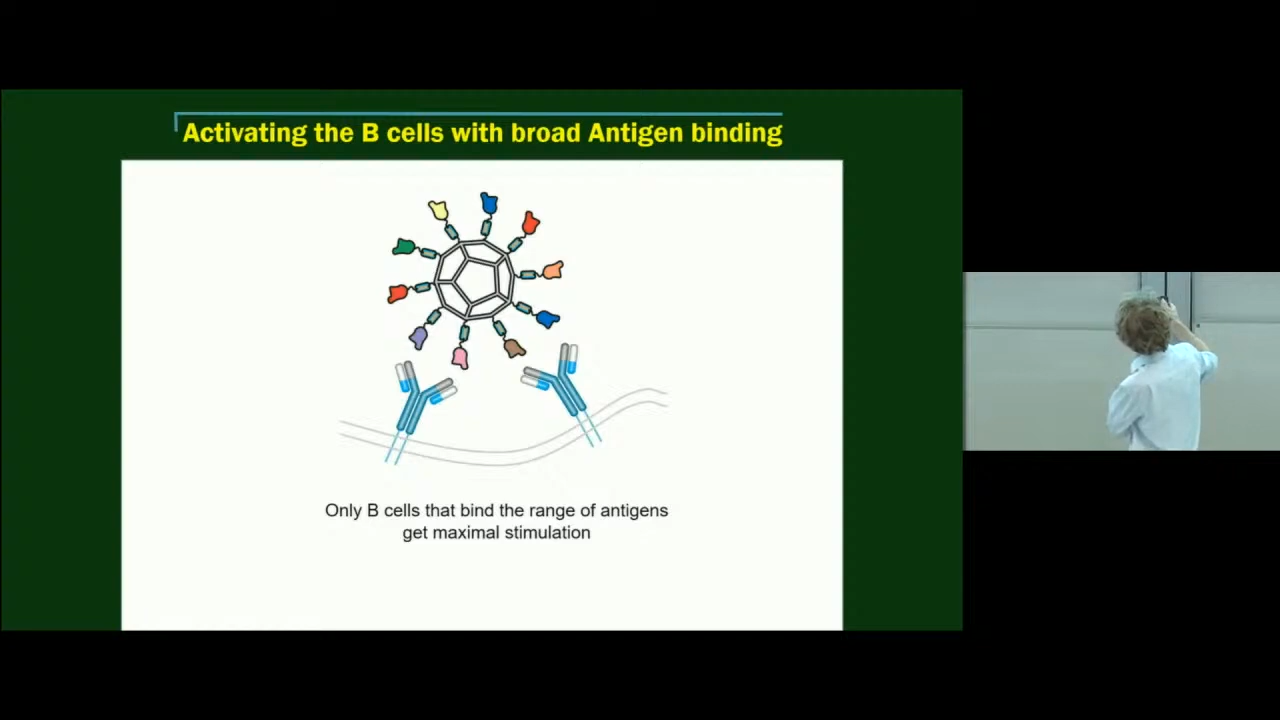 Activating the B cells with broad Antigen binding
Only B cells that bind the range of antigens
get maximal stimulation